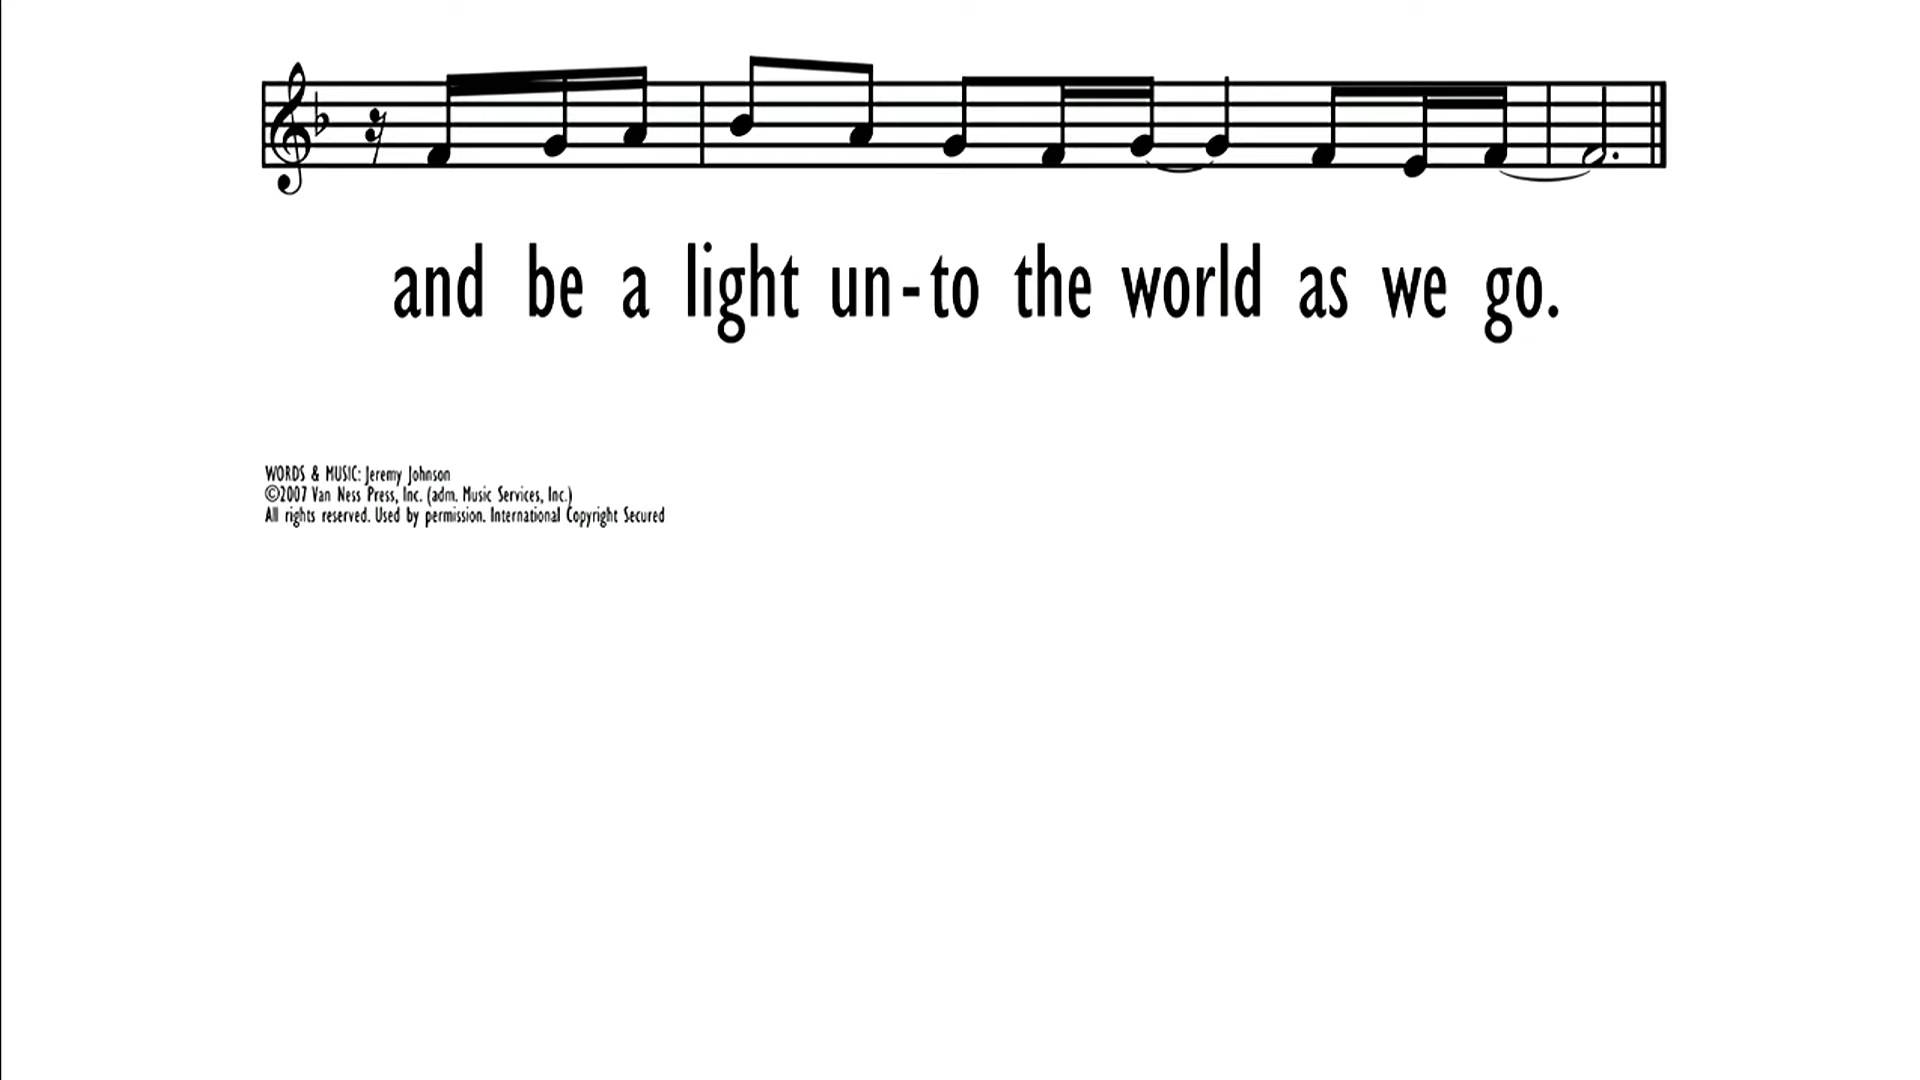 and be a light un-to the world as we go.
WORDS & MUSIC: Jeremy Johnson
©2007 Van Ness Press, Inc. (adm. Music Services, Inc.)
All rights reserved. Used by permission. International Copyright Secured